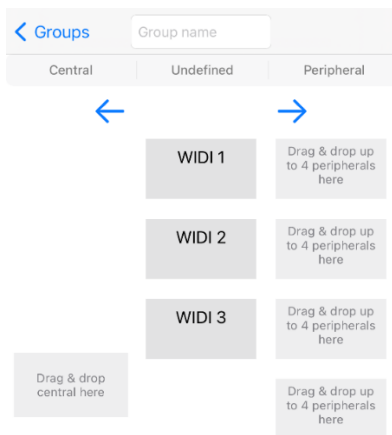 Groups
Group name
Central
Undefined
Peripheral
WIDI 1
Drag & drop up
to 4 peripherals
here
WIDI 2
Drag & drop up
to 4 peripherals
here
WIDI 3
Drag & drop up
to 4 peripherals
here
Drag & drop
central here
Drag & drop up
to 4 peripherals
here